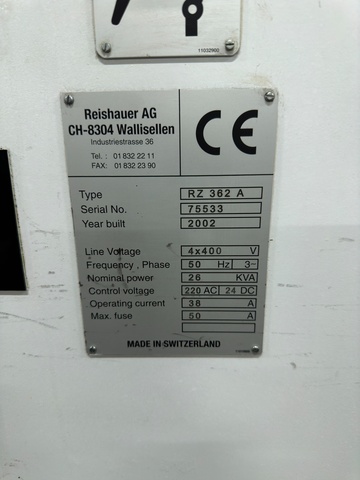 11032900
Reishauer AG
CH-8304 Wallisellen
Industriestrasse 36
Tel. : 01 832 22 11
FAX: 01 832 23 90
CE
Type RZ 362 A
Serial No. 75533
Year built 2002
Line Voltage 4x400 V
Frequency , Phase 50 Hz 3~
Nominal power 26 KVA
Control voltage 220 AC 24 DC
Operating current 38 A
Max. fuse 50 A
MADE IN SWITZERLAND